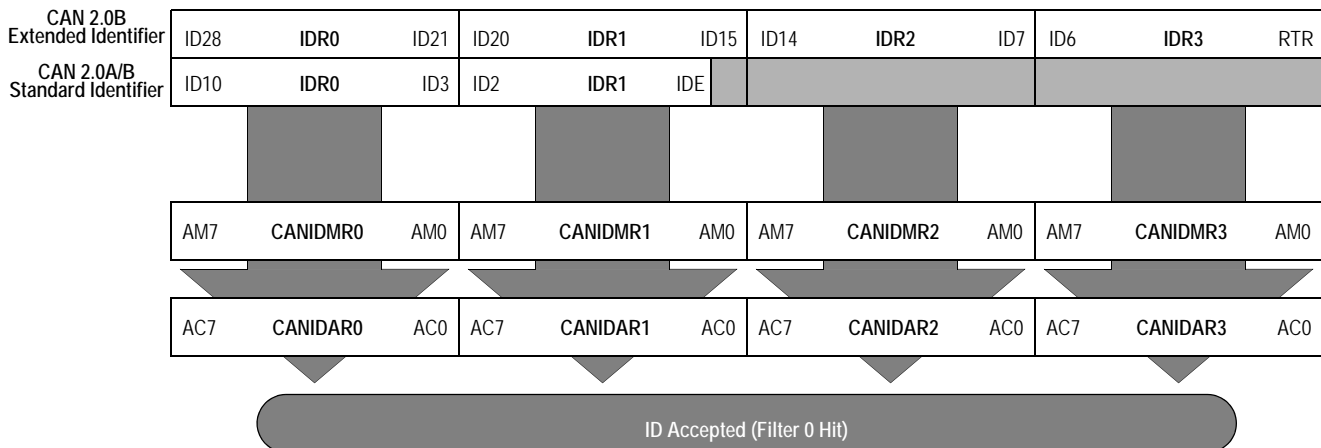 CAN 2.0B
Extended Identifier
ID28 IDR0 ID21 ID20 IDR1 ID15 ID14 IDR2 ID7 ID6 IDR3 RTR
CAN 2.0A/B
Standard Identifier
ID10 IDR0 ID3 ID2 IDR1 IDE
AM7 CANIDMR0 AM0 AM7 CANIDMR1 AM0 AM7 CANIDMR2 AM0 AM7 CANIDMR3 AM0
AC7 CANIDAR0 AC0 AC7 CANIDAR1 AC0 AC7 CANIDAR2 AC0 AC7 CANIDAR3 AC0
ID Accepted (Filter 0 Hit)